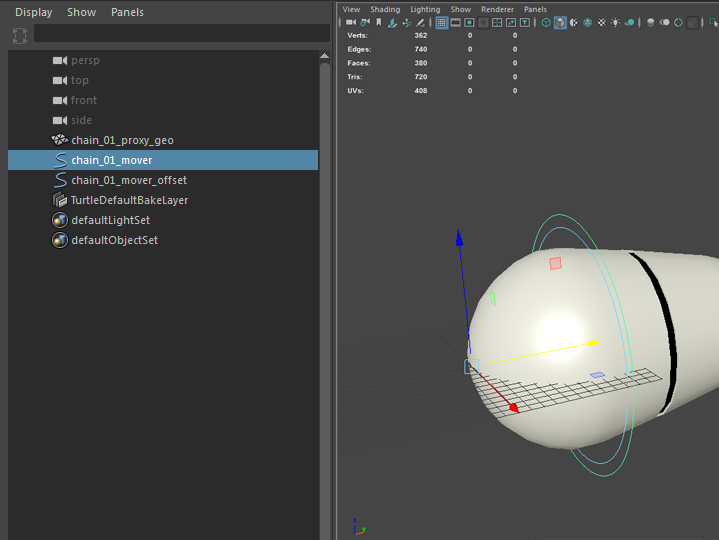 Display Show Panels
persp
top
front
side
chain_01_proxy_geo
chain_01_mover
chain_01_mover_offset
TurtleDefaultBakeLayer
defaultLightSet
defaultObjectSet
View Shading Lighting Show Renderer Panels
Verts: 362 0 0
Edges: 740 0 0
Faces: 380 0 0
Tris: 720 0 0
UVs: 408 0 0